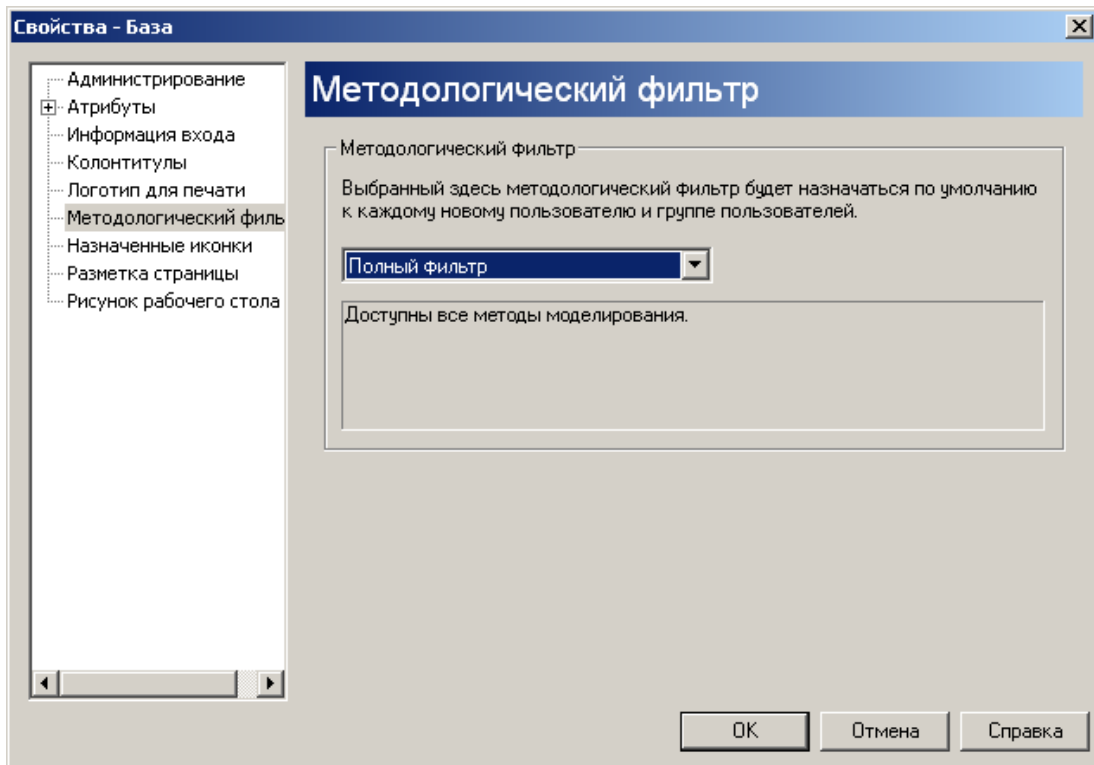 Свойства - База
Администрирование
Атрибуты
Информация входа
Колонтитулы
Логотип для печати
Методологический филь
Назначенные иконки
Разметка страницы
Рисунок рабочего стола
Методологический фильтр
Методологический фильтр
Выбранный здесь методологический фильтр будет назначаться по умолчанию
к каждому новому пользователю и группе пользователей.
Полный фильтр
Доступны все методы моделирования.
OK
Отмена
Справка